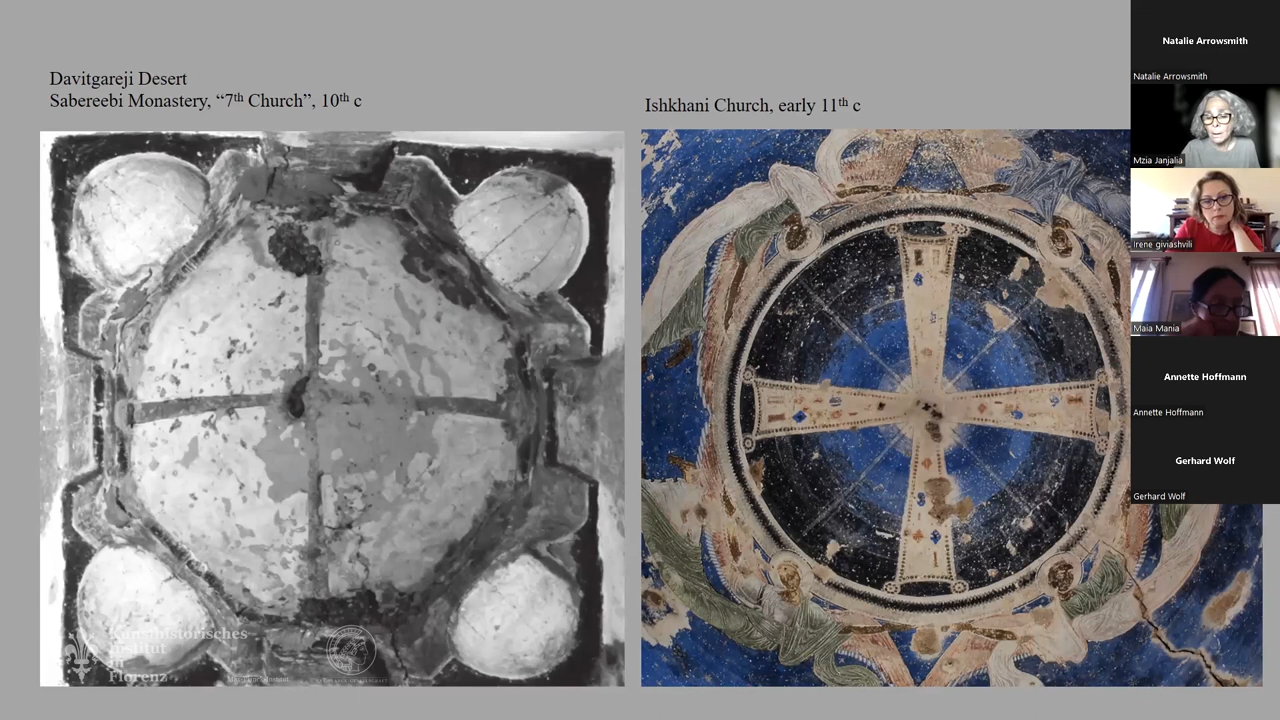 Davitgareji Desert
Sabereebi Monastery, “7th Church”, 10th c
Ishkhani Church, early 11th c
Kunsthistorisches
Institut
in
Florenz
Natalie Arrowsmith
Natalie Arrowsmith
Mzia Janjalia
Irene giviashvili
Maia Mania
Annette Hoffmann
Annette Hoffmann
Gerhard Wolf
Gerhard Wolf